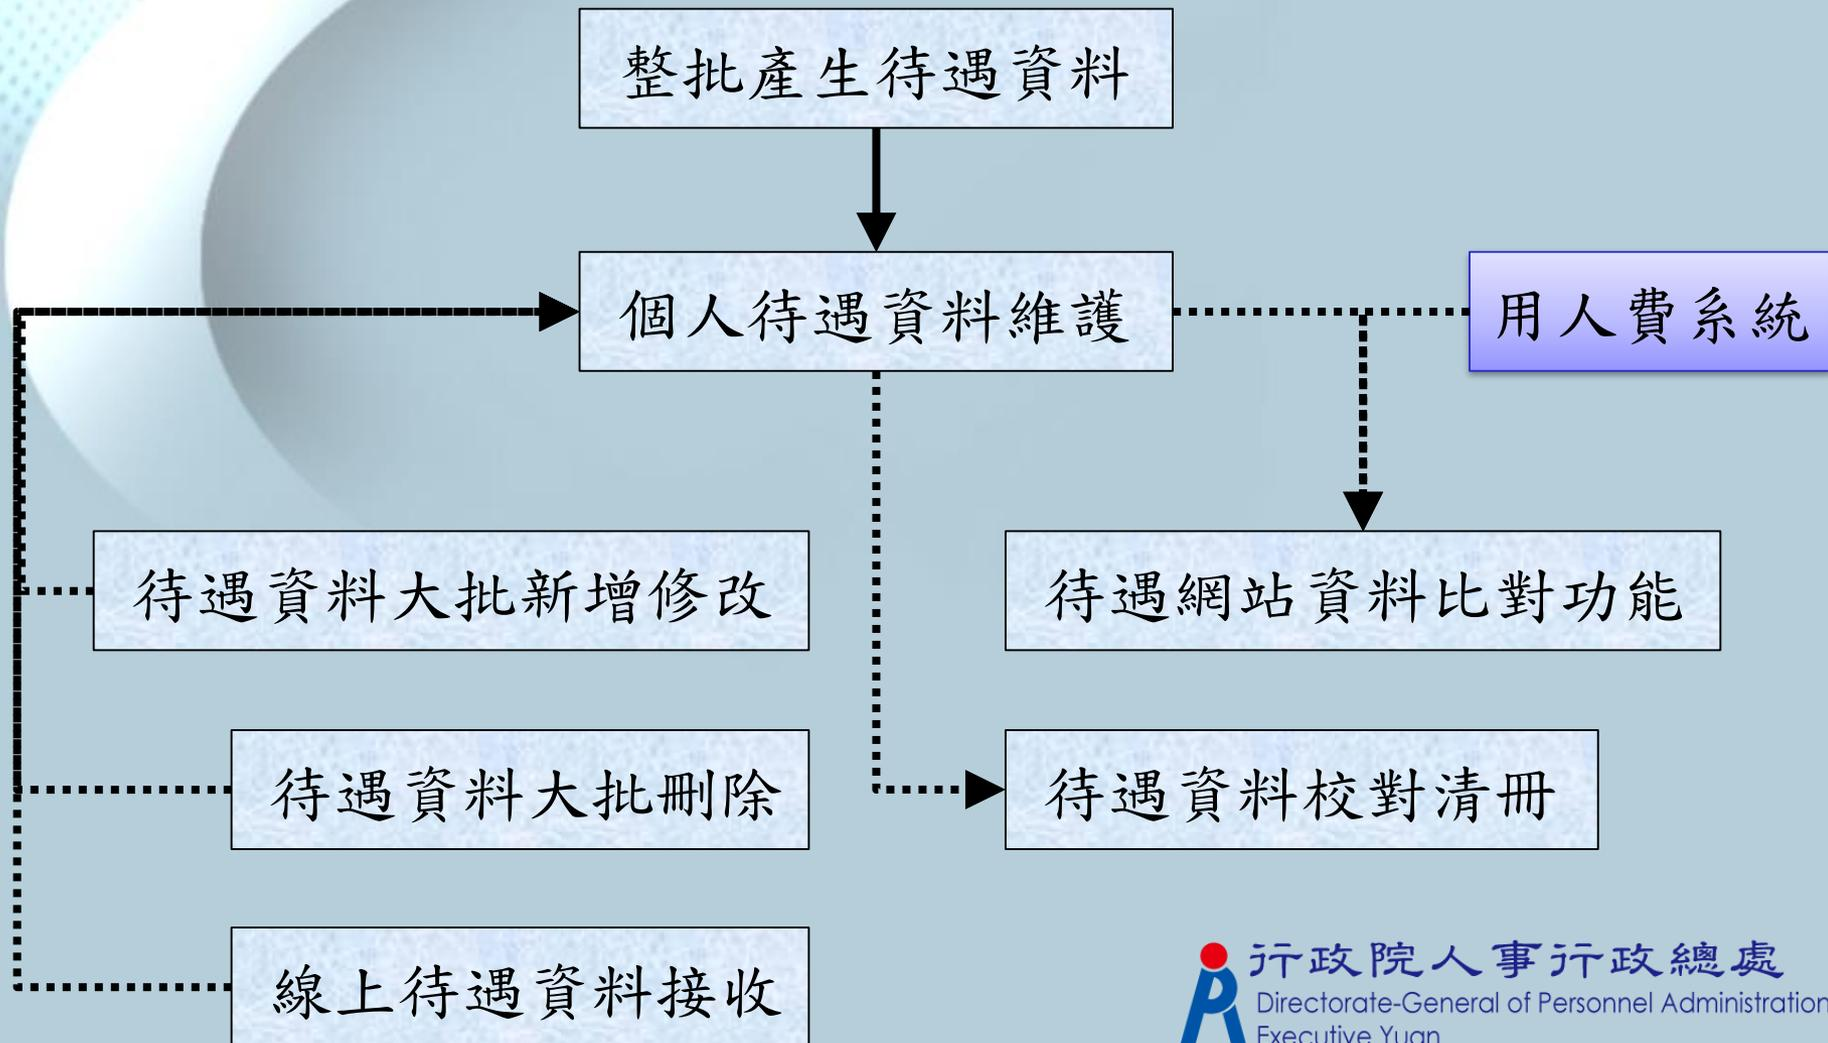 整批產生待遇資料
個人待遇資料維護
用人費系統
待遇資料大批新增修改
待遇網站資料比對功能
待遇資料大批刪除
待遇資料校對清冊
線上待遇資料接收
行政院人事行政總處
Directorate-General of Personnel Administration
Executive Yuan